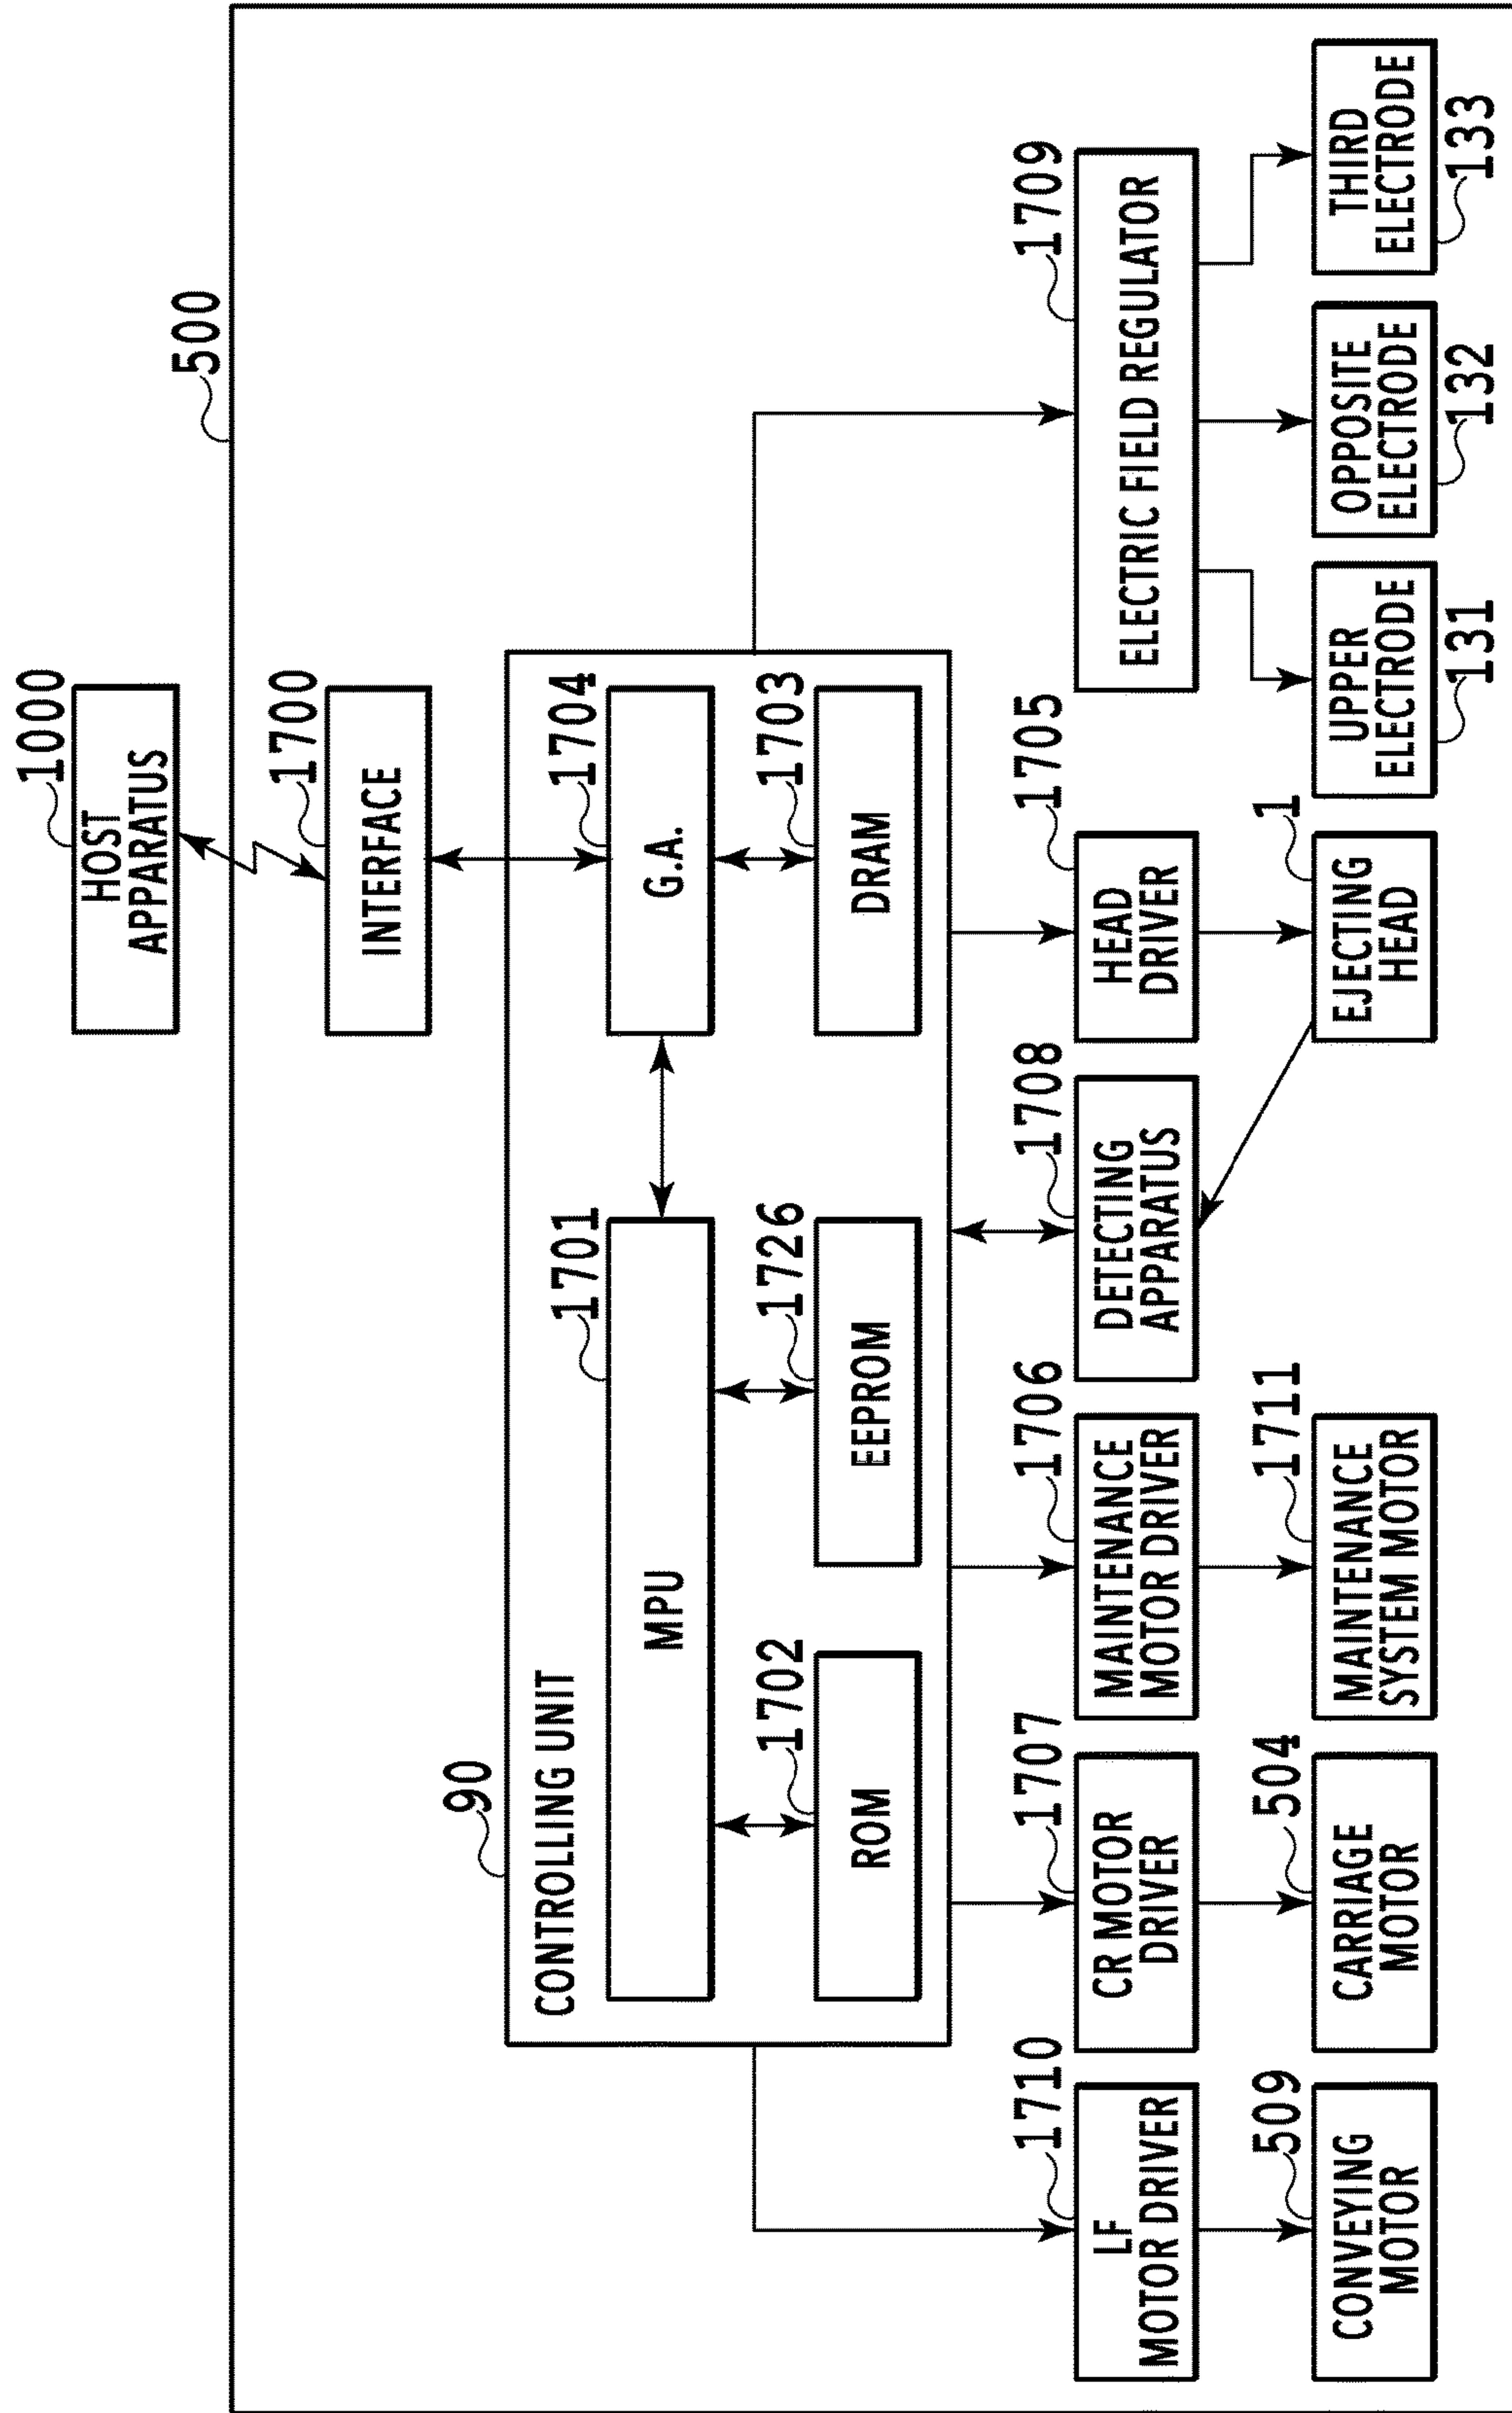 1000
HOST
APPARATUS
500
1700
INTERFACE
90
CONTROLLING UNIT
1701
MPU
1704
G.A.
1702
ROM
1726
EEPROM
1703
DRAM
1710
LF
MOTOR DRIVER
1707
CR MOTOR
DRIVER
1706
MAINTENANCE
MOTOR DRIVER
1708
DETECTING
APPARATUS
1705
HEAD
DRIVER
1709
ELECTRIC FIELD REGULATOR
509
CONVEYING
MOTOR
504
CARRIAGE
MOTOR
1711
MAINTENANCE
SYSTEM MOTOR
1
EJECTING
HEAD
UPPER
ELECTRODE
131
OPPOSITE
ELECTRODE
132
THIRD
ELECTRODE
133